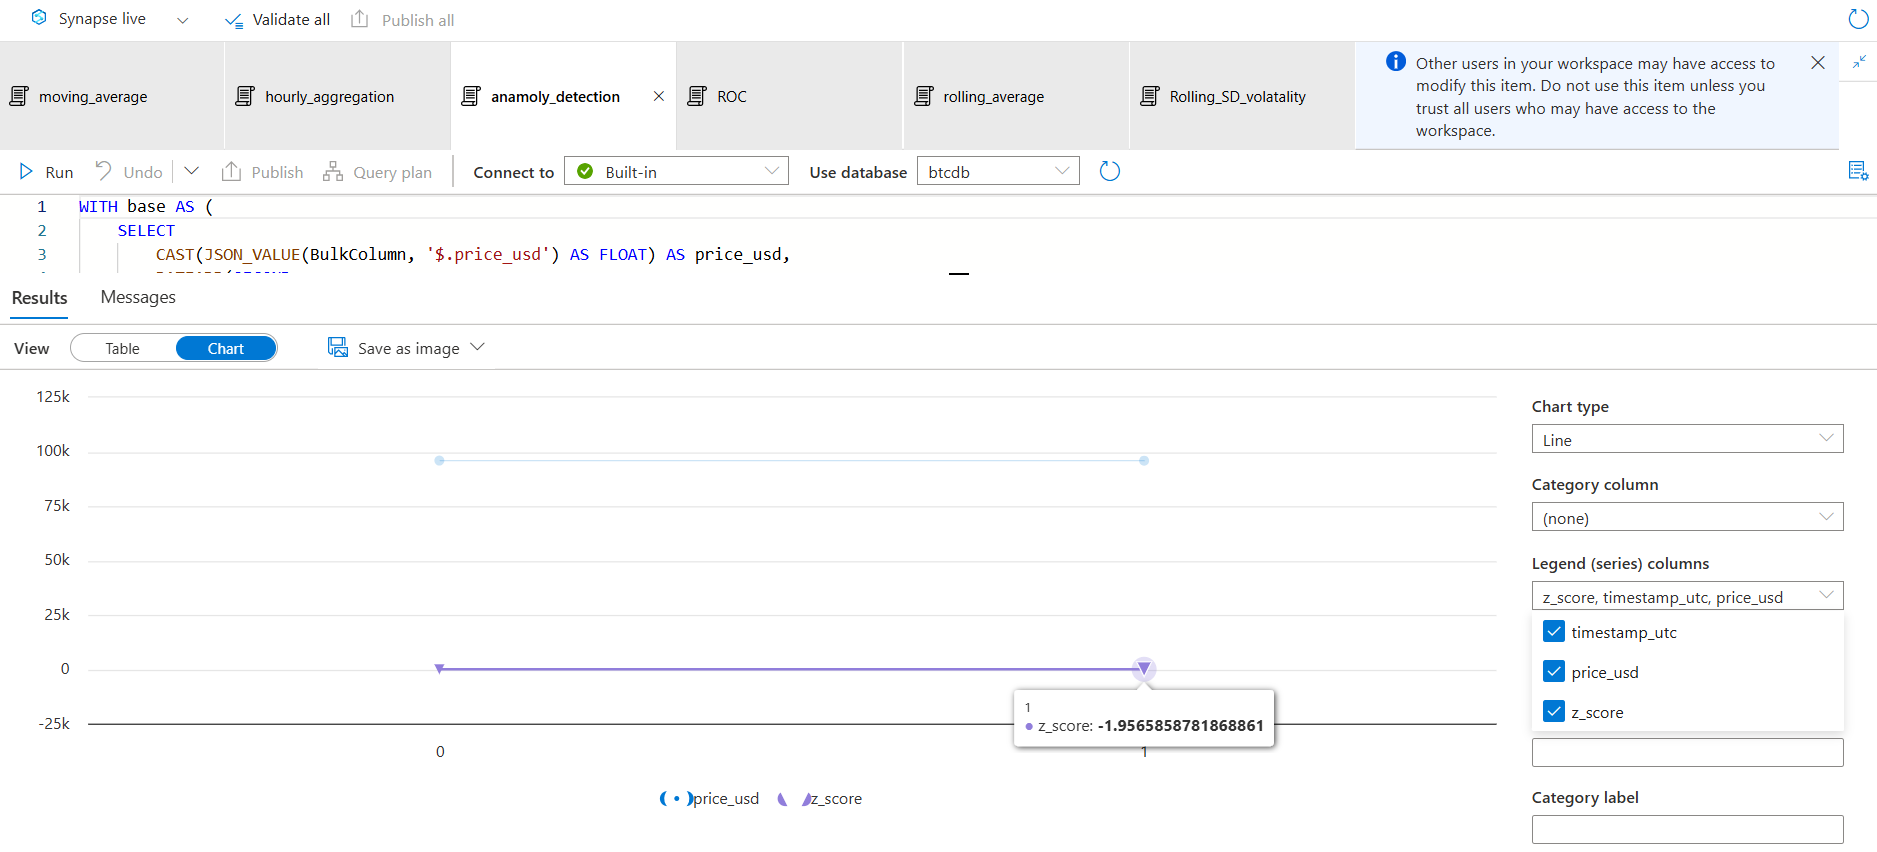 Synapse live
Validate all
Publish all
moving_average
hourly_aggregation
anamoly_detection
ROC
rolling_average
Rolling_SD_volatality
Other users in your workspace may have access to
modify this item. Do not use this item unless you
trust all users who may have access to the
workspace.
Run
Undo
Publish
Query plan
Connect to
Built-in
Use database
btcdb
1 WITH base AS (
2 SELECT
3 CAST(JSON_VALUE(BulkColumn, '$.price_usd') AS FLOAT) AS price_usd,
Results
Messages
View
Table
Chart
Save as image
125k
100k
75k
50k
25k
0
-25k
0
1
1
z_score: -1.9565858781868861
price_usd
z_score
Chart type
Line
Category column
(none)
Legend (series) columns
z_score, timestamp_utc, price_usd
timestamp_utc
price_usd
z_score
Category label